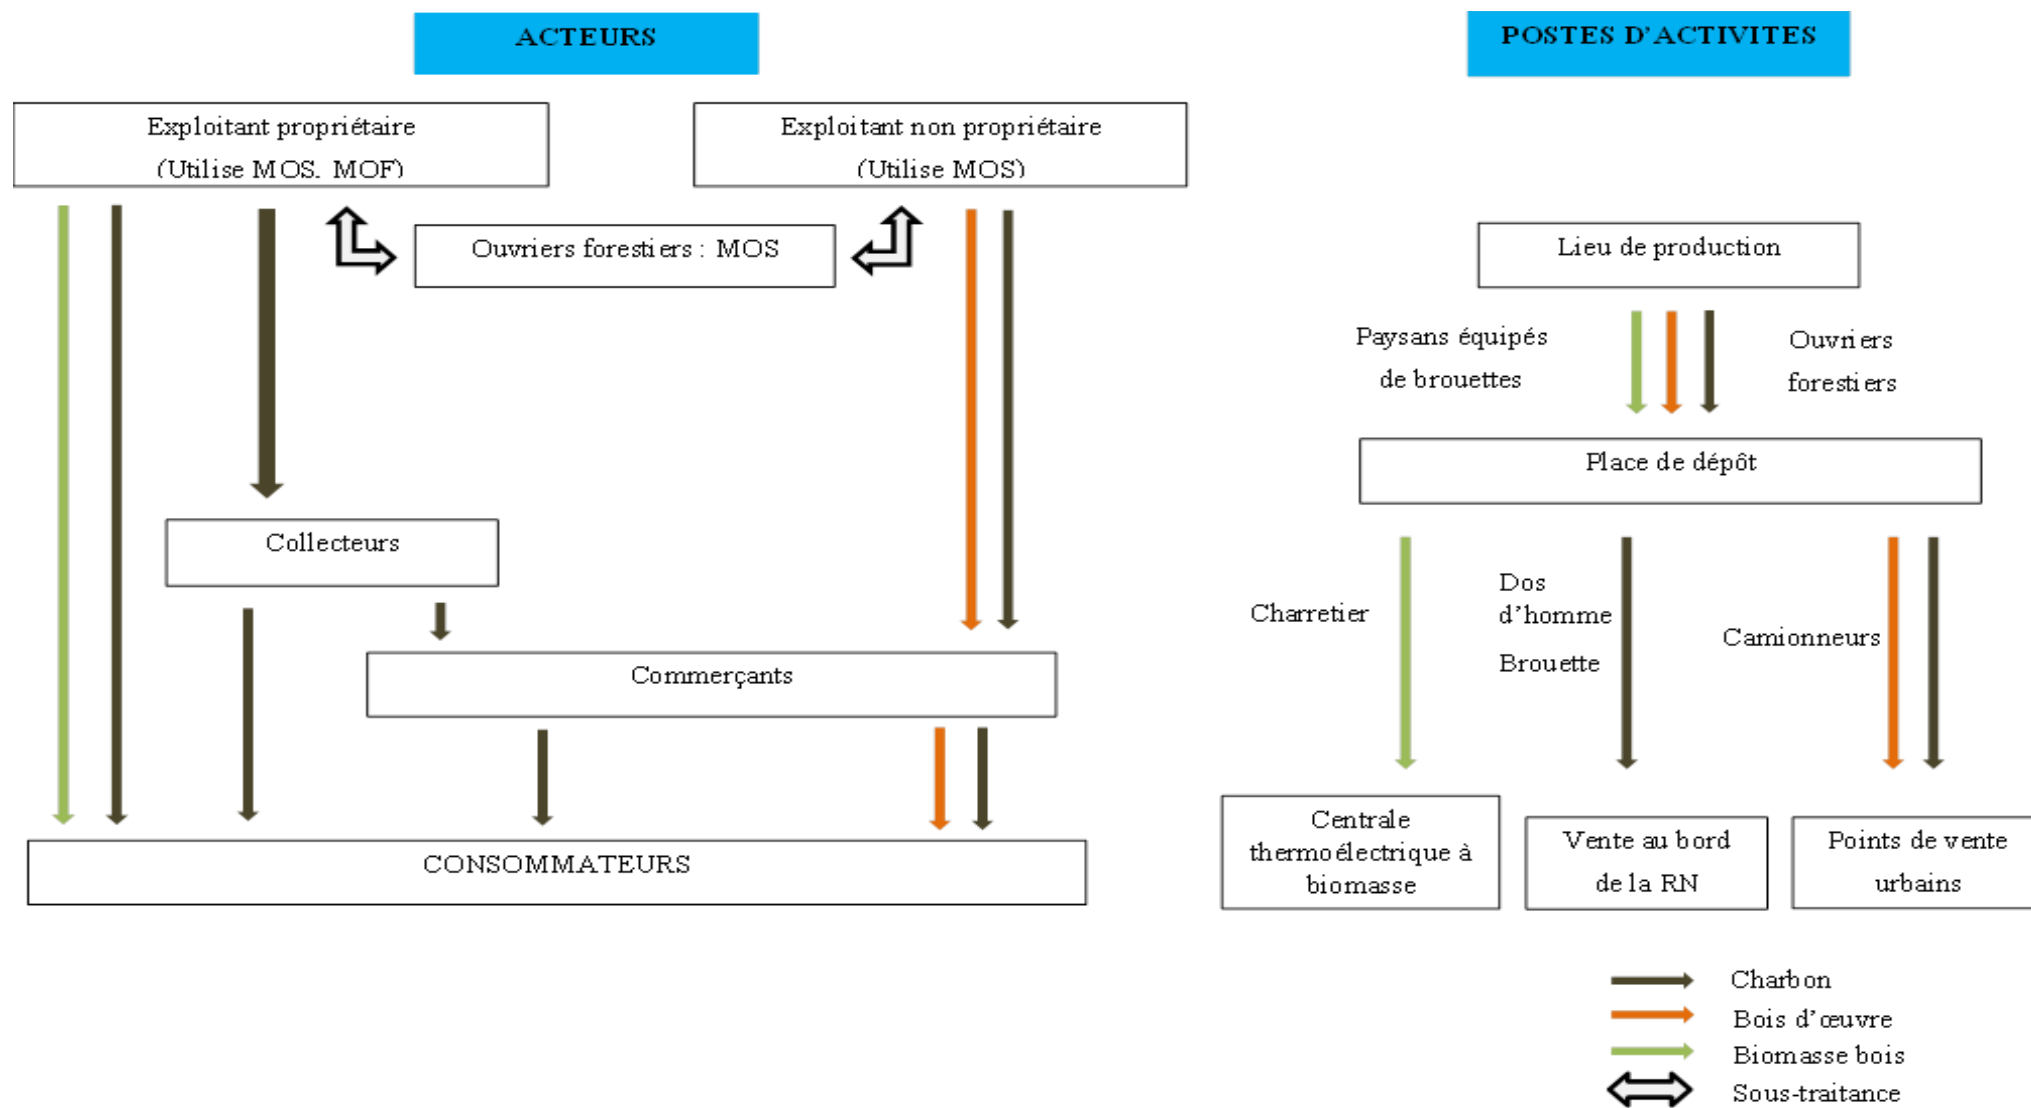 ACTEURS
POSTES D'ACTIVITES
Exploitant propriétaire
(Utilise MOS, MOF)
Exploitant non propriétaire
(Utilise MOS)
Ouvriers forestiers : MOS
Collecteurs
Commerçants
CONSOMMATEURS
Lieu de production
Paysans équipés
de brouettes
Ouvriers
forestiers
Place de dépôt
Charretier
Dos
d'homme
Brouette
Camionneurs
Centrale
thermoélectrique à
biomasse
Vente au bord
de la RN
Points de vente
urbains
Charbon
Bois d'œuvre
Biomasse bois
Sous-traitance